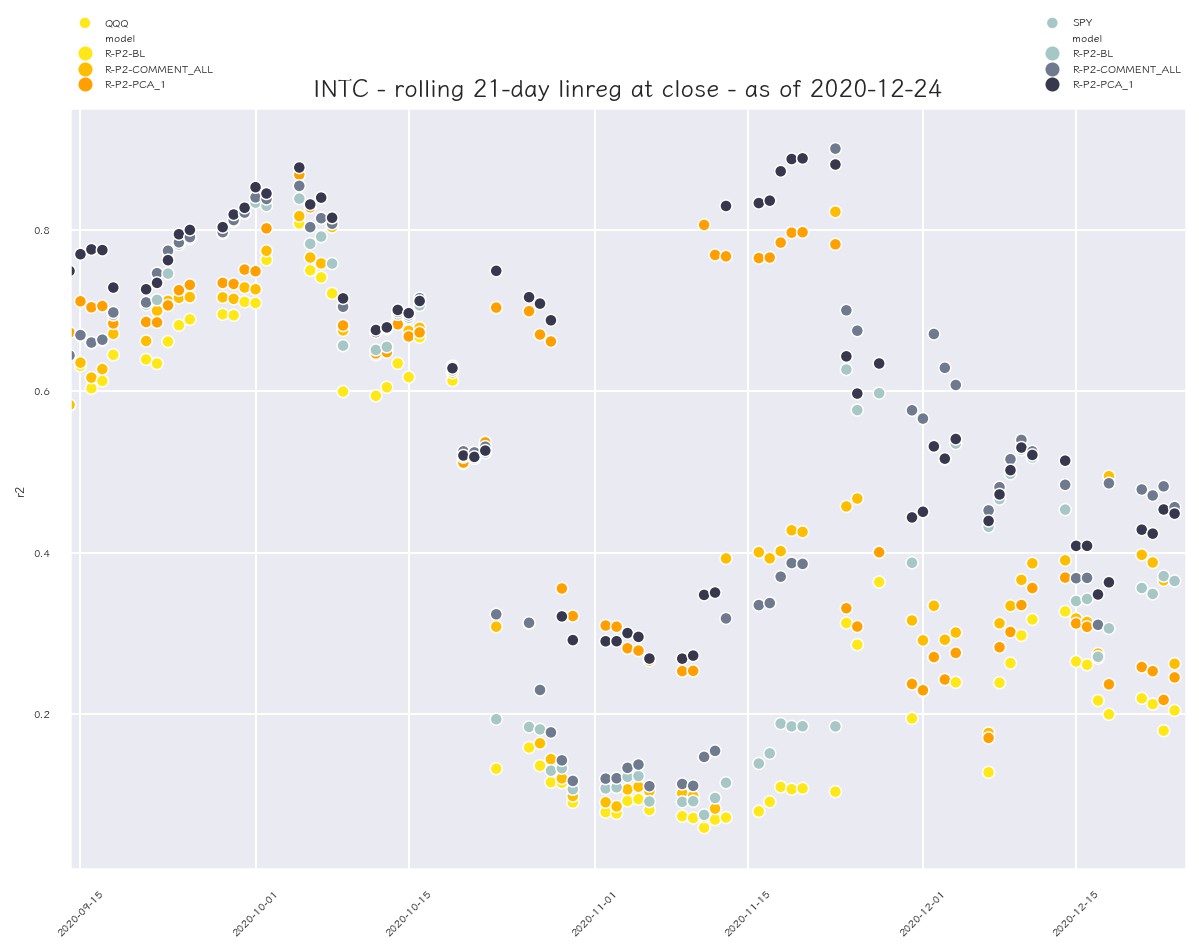 QQQ
model
R-P2-BL
R-P2-COMMENT_ALL
R-P2-PCA_1
SPY
model
R-P2-BL
R-P2-COMMENT_ALL
R-P2-PCA_1
INTC - rolling 21-day linreg at close - as of 2020-12-24
0.8
0.6
0.4
0.2
r2
2020-09-15
2020-10-01
2020-10-15
2020-11-01
2020-11-15
2020-12-01
2020-12-15